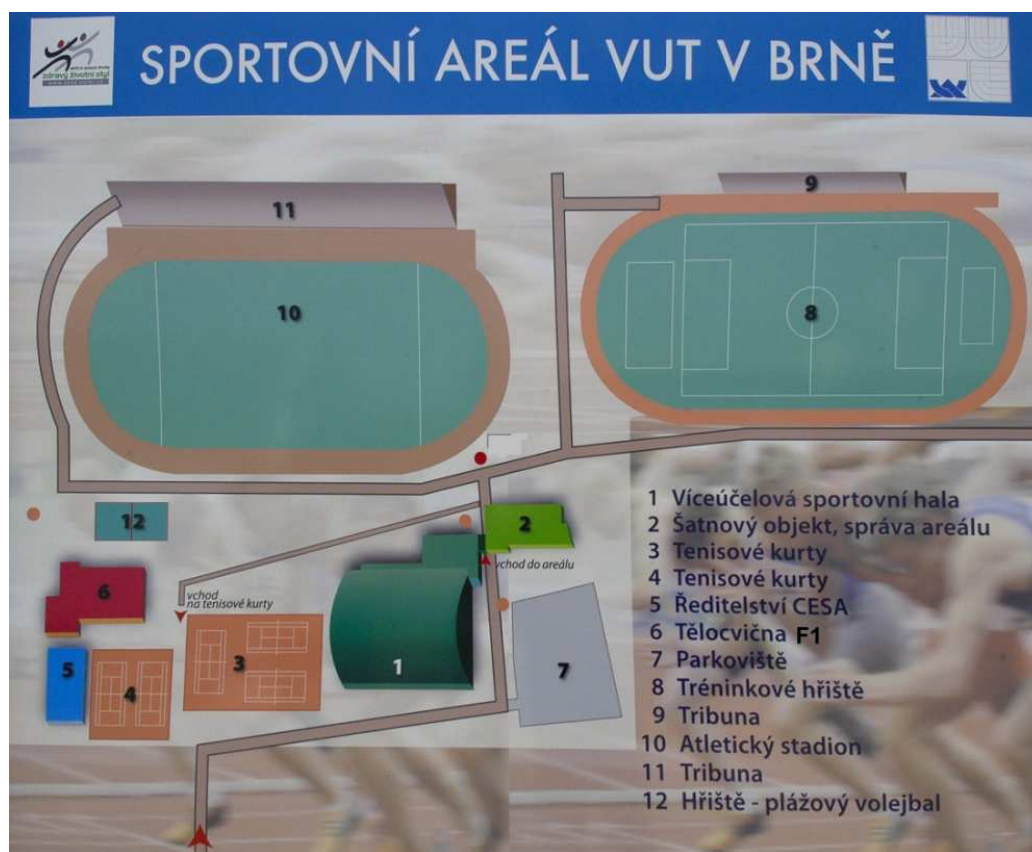 zdravý životní styl
SPORTOVNÍ AREÁL VUT V BRNĚ
11
9
10
8
12
2
vchod do areálu
6
vchod
na tenisové kurty
5
4
3
1
7
1 Víceúčelová sportovní hala
2 Šatnový objekt, správa areálu
3 Tenisové kurty
4 Tenisové kurty
5 Ředitelství CESA
6 Tělocvična F1
7 Parkoviště
8 Tréninkové hřiště
9 Tribuna
10 Atletický stadion
11 Tribuna
12 Hřiště - plážový volejbal